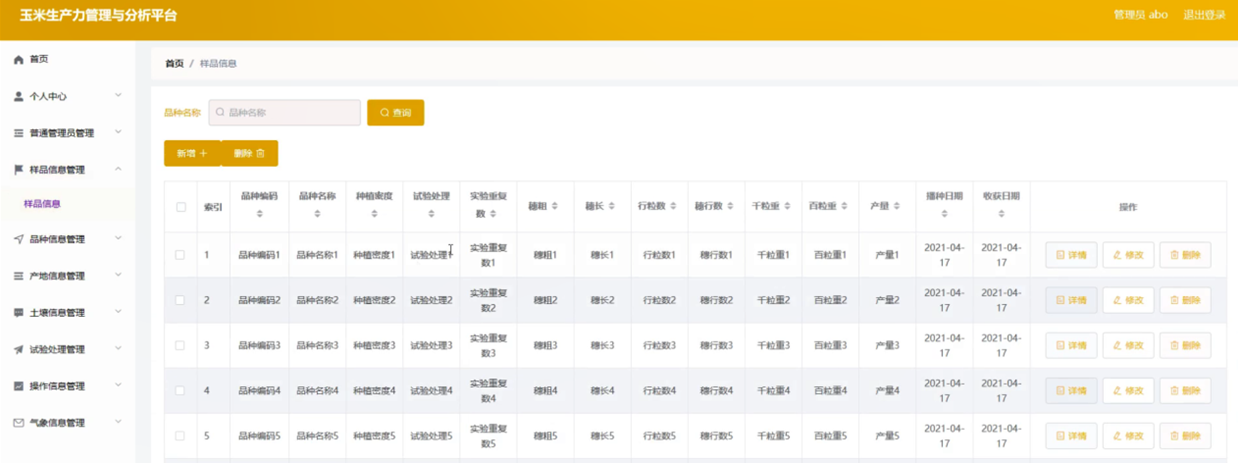 玉米生产力管理与分析平台
管理员 abo 退出登录
首页
个人中心
普通管理员管理
样品信息管理
样品信息
品种信息管理
产地信息管理
土壤信息管理
试验处理管理
操作信息管理
气象信息管理
首页 / 样品信息
品种名称 品种名称 查询
新增 删除
索引 品种编码 品种名称 种植密度 试验处理 实验重复数 穗粗 穗长 行粒数 穗行数 千粒重 百粒重 产量 播种日期 收获日期 操作
1 品种编码1 品种名称1 种植密度1 试验处理1 实验重复数1 穗粗1 穗长1 行粒数1 穗行数1 千粒重1 百粒重1 产量1 2021-04-17 2021-04-17 详情 修改 删除
2 品种编码2 品种名称2 种植密度2 试验处理2 实验重复数2 穗粗2 穗长2 行粒数2 穗行数2 千粒重2 百粒重2 产量2 2021-04-17 2021-04-17 详情 修改 删除
3 品种编码3 品种名称3 种植密度3 试验处理3 实验重复数3 穗粗3 穗长3 行粒数3 穗行数3 千粒重3 百粒重3 产量3 2021-04-17 2021-04-17 详情 修改 删除
4 品种编码4 品种名称4 种植密度4 试验处理4 实验重复数4 穗粗4 穗长4 行粒数4 穗行数4 千粒重4 百粒重4 产量4 2021-04-17 2021-04-17 详情 修改 删除
5 品种编码5 品种名称5 种植密度5 试验处理5 实验重复数5 穗粗5 穗长5 行粒数5 穗行数5 千粒重5 百粒重5 产量5 2021-04-17 2021-04-17 详情 修改 删除